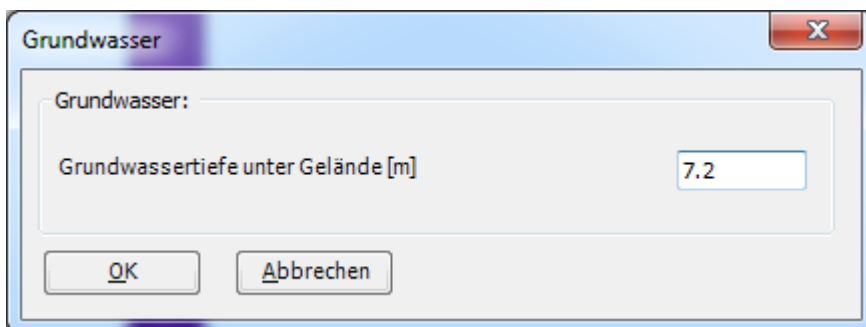 Grundwasser
Grundwasser:
Grundwassertiefe unter Gelände [m]
7.2
OK
Abbrechen